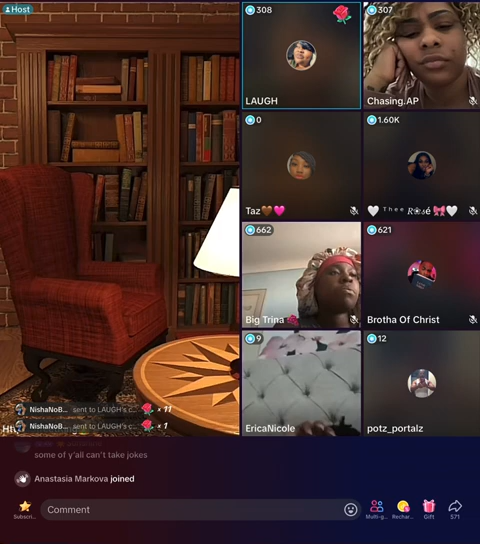 Host
308
LAUGH
307
Chasing.AP
0
Taz🤎🩷
1.60K
🤍 ᵀʰᵉᵉ 𝑅❀𝑠é 🎀🤍
662
Big Trina 🌹
621
Brotha Of Christ
9
EricaNicole
12
potz_portalz
NishaNoB... sent to LAUGH's c... 🌹 × 11
NishaNoB... sent to LAUGH's c... 🌹 × 1
some of y'all can't take jokes
Anastasia Markova joined
Comment
Subscri...
Multi-g...
Rechar...
Gift
571